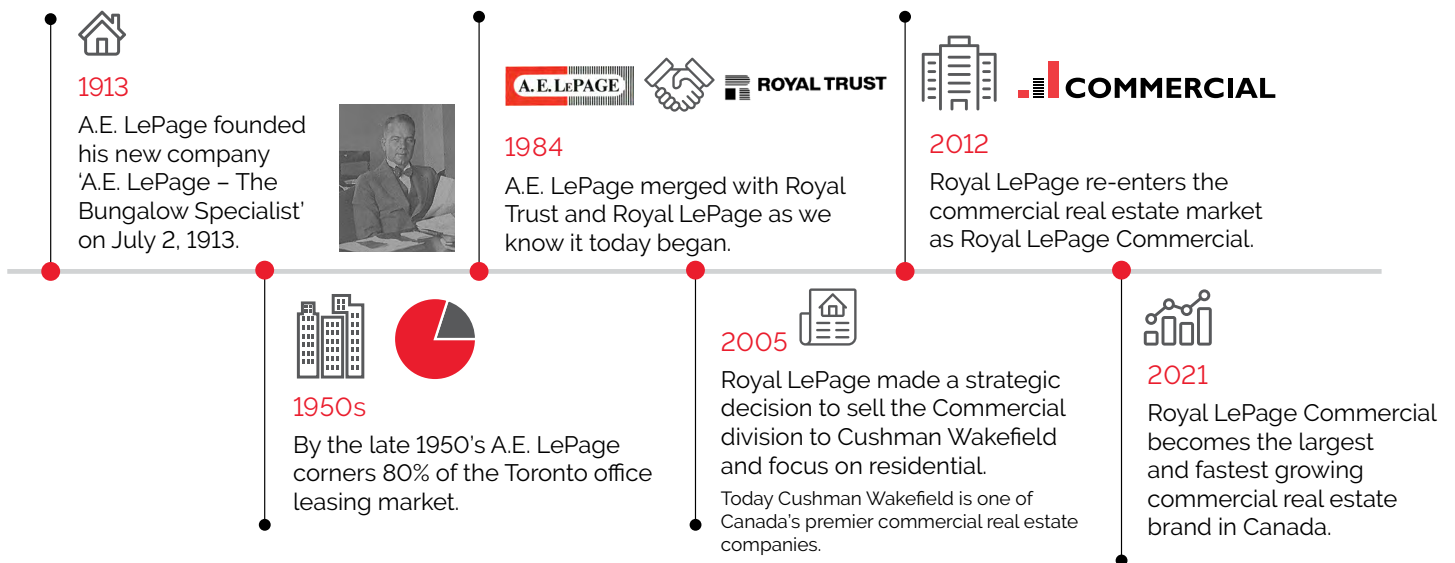 1913
A.E. LePage founded
his new company
‘A.E. LePage – The
Bungalow Specialist’
on July 2, 1913.
1950s
By the late 1950’s A.E. LePage
corners 80% of the Toronto office
leasing market.
A.E. LEPAGE
ROYAL TRUST
1984
A.E. LePage merged with Royal
Trust and Royal LePage as we
know it today began.
2005
Royal LePage made a strategic
decision to sell the Commercial
division to Cushman Wakefield
and focus on residential.
Today Cushman Wakefield is one of
Canada’s premier commercial real estate
companies.
COMMERCIAL
2012
Royal LePage re-enters the
commercial real estate market
as Royal LePage Commercial.
2021
Royal LePage Commercial
becomes the largest
and fastest growing
commercial real estate
brand in Canada.